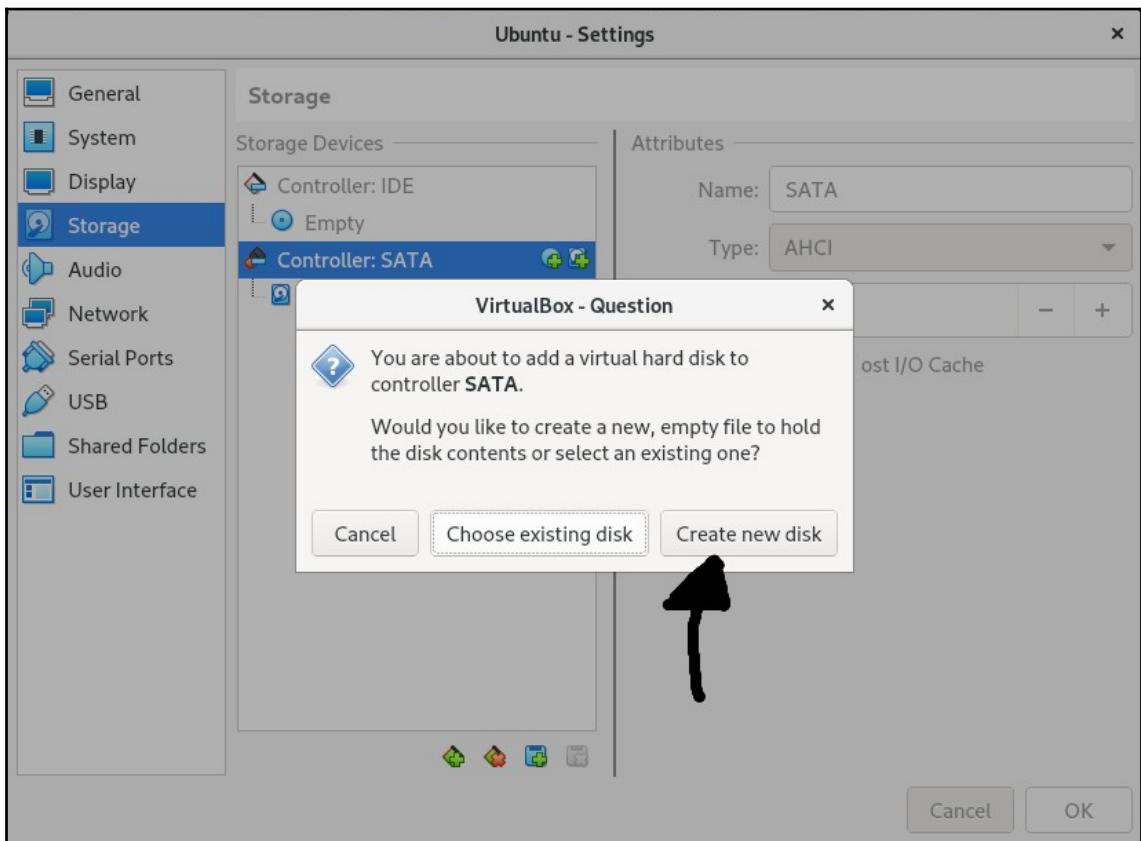 Ubuntu - Settings
General
System
Display
Storage
Audio
Network
Serial Ports
USB
Shared Folders
User Interface
Storage
Storage Devices
Controller: IDE
Empty
Controller: SATA
Attributes
Name: SATA
Type: AHCI
ost I/O Cache
VirtualBox - Question
You are about to add a virtual hard disk to
controller SATA.
Would you like to create a new, empty file to hold
the disk contents or select an existing one?
Cancel Choose existing disk Create new disk
Cancel OK